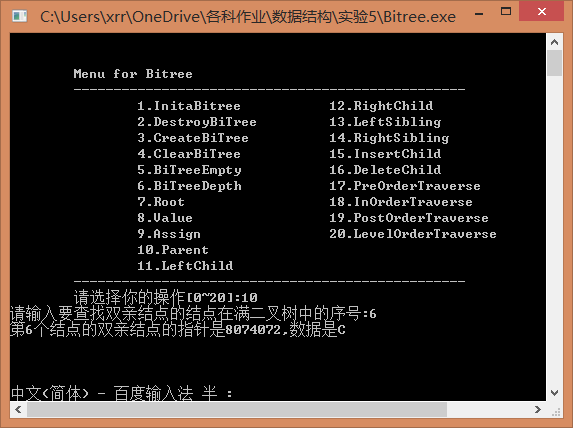 C:\Users\xrr\OneDrive\各科作业\数据结构\实验5\Bitree.exe
Menu for Bitree
-------------------------------------------------
1.InitaBitree 12.RightChild
2.DestroyBiTree 13.LeftSibling
3.CreateBiTree 14.RightSibling
4.ClearBiTree 15.InsertChild
5.BiTreeEmpty 16.DeleteChild
6.BiTreeDepth 17.PreOrderTraverse
7.Root 18.InOrderTraverse
8.Value 19.PostOrderTraverse
9.Assign 20.LevelOrderTraverse
10.Parent
11.LeftChild
-------------------------------------------------
请选择你的操作[0~20]:10
请输入要查找双亲结点的结点在满二叉树中的序号:6
第6个结点的双亲结点的指针是8074072,数据是C
中文(简体) - 百度输入法 半 :